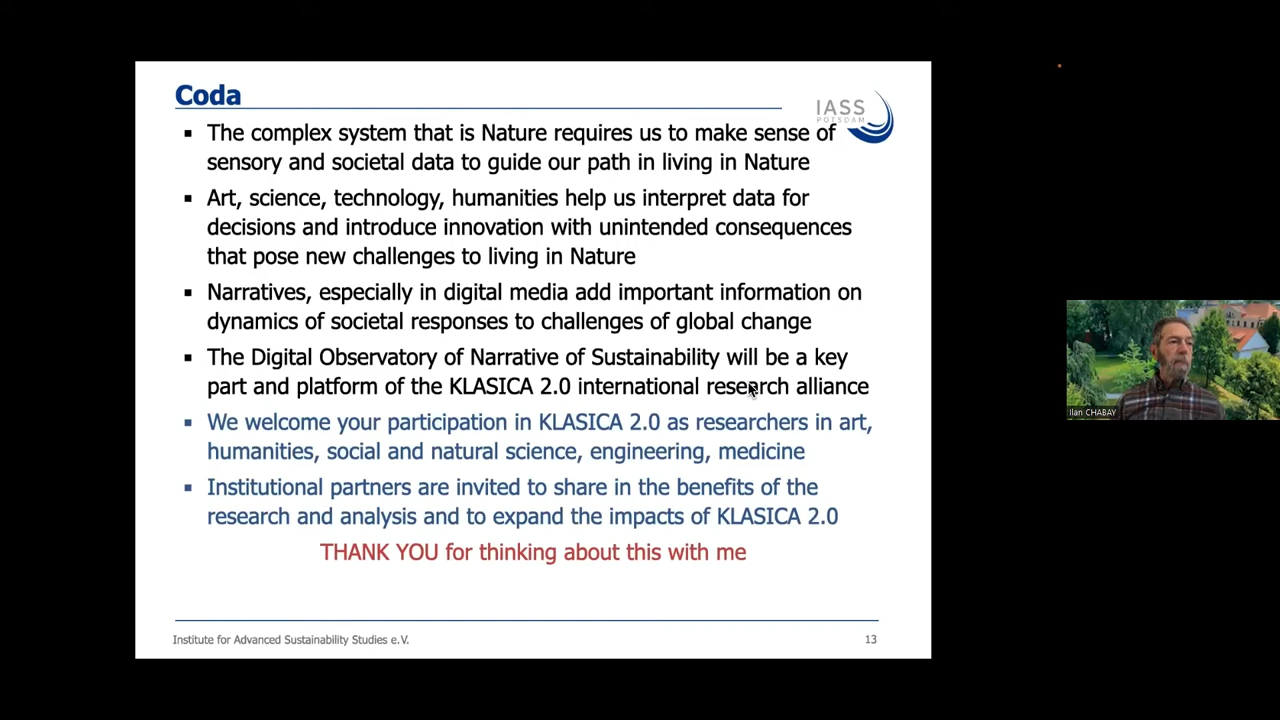 Coda
IASS
POTSDAM
▪ The complex system that is Nature requires us to make sense of
sensory and societal data to guide our path in living in Nature
▪ Art, science, technology, humanities help us interpret data for
decisions and introduce innovation with unintended consequences
that pose new challenges to living in Nature
▪ Narratives, especially in digital media add important information on
dynamics of societal responses to challenges of global change
▪ The Digital Observatory of Narrative of Sustainability will be a key
part and platform of the KLASICA 2.0 international research alliance
▪ We welcome your participation in KLASICA 2.0 as researchers in art,
humanities, social and natural science, engineering, medicine
▪ Institutional partners are invited to share in the benefits of the
research and analysis and to expand the impacts of KLASICA 2.0
THANK YOU for thinking about this with me
Institute for Advanced Sustainability Studies e.V.
13
Ilan CHABAY